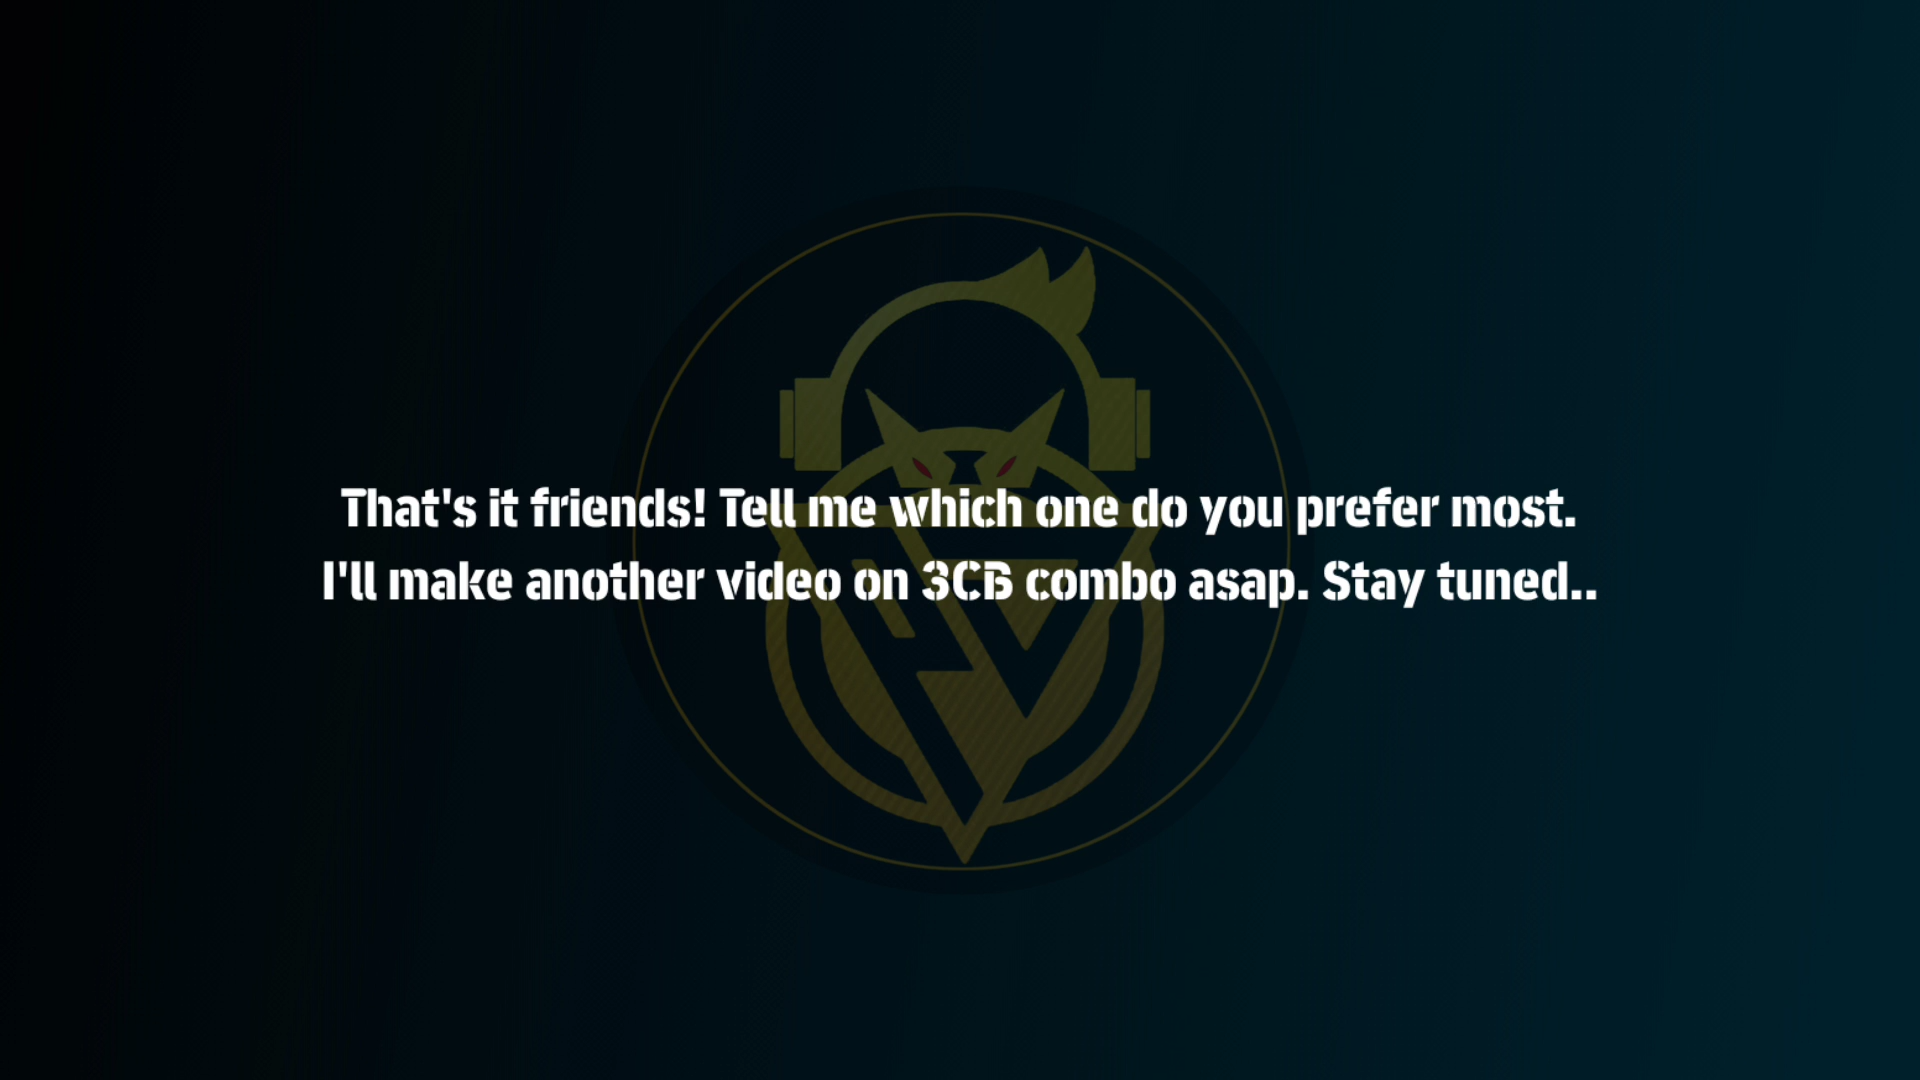 That's it friends! Tell me which one do you prefer most.
I'll make another video on 3CB combo asap. Stay tuned..